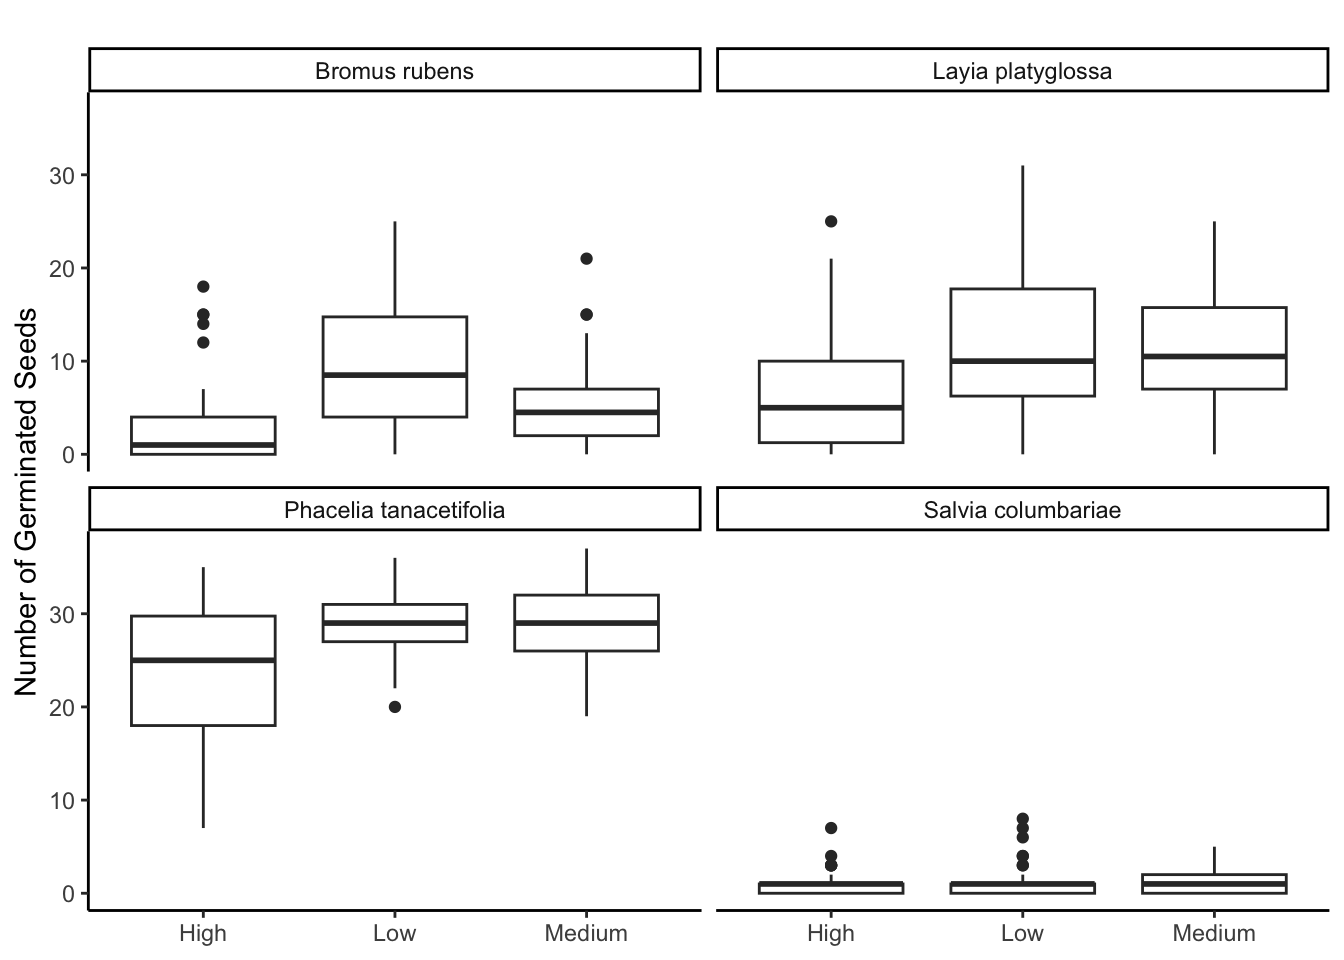 Bromus rubens
Layia platyglossa
30
20
10
0
Number of Germinated Seeds
Phacelia tanacetifolia
Salvia columbariae
30
20
10
0
High
Low
Medium
High
Low
Medium